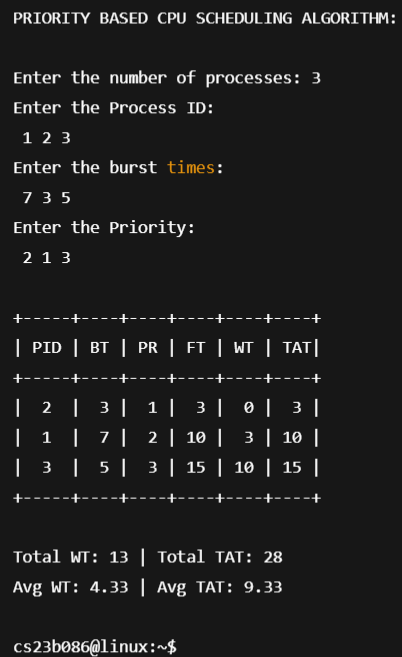 PRIORITY BASED CPU SCHEDULING ALGORITHM:
Enter the number of processes: 3
Enter the Process ID:
 1 2 3
Enter the burst times:
 7 3 5
Enter the Priority:
 2 1 3
+-----+----+----+----+----+----+
| PID | BT | PR | FT | WT | TAT|
+-----+----+----+----+----+----+
|  2  |  3 |  1 |  3 |  0 |  3 |
|  1  |  7 |  2 | 10 |  3 | 10 |
|  3  |  5 |  3 | 15 | 10 | 15 |
+-----+----+----+----+----+----+
Total WT: 13 | Total TAT: 28
Avg WT: 4.33 | Avg TAT: 9.33
cs23b086@linux:~$